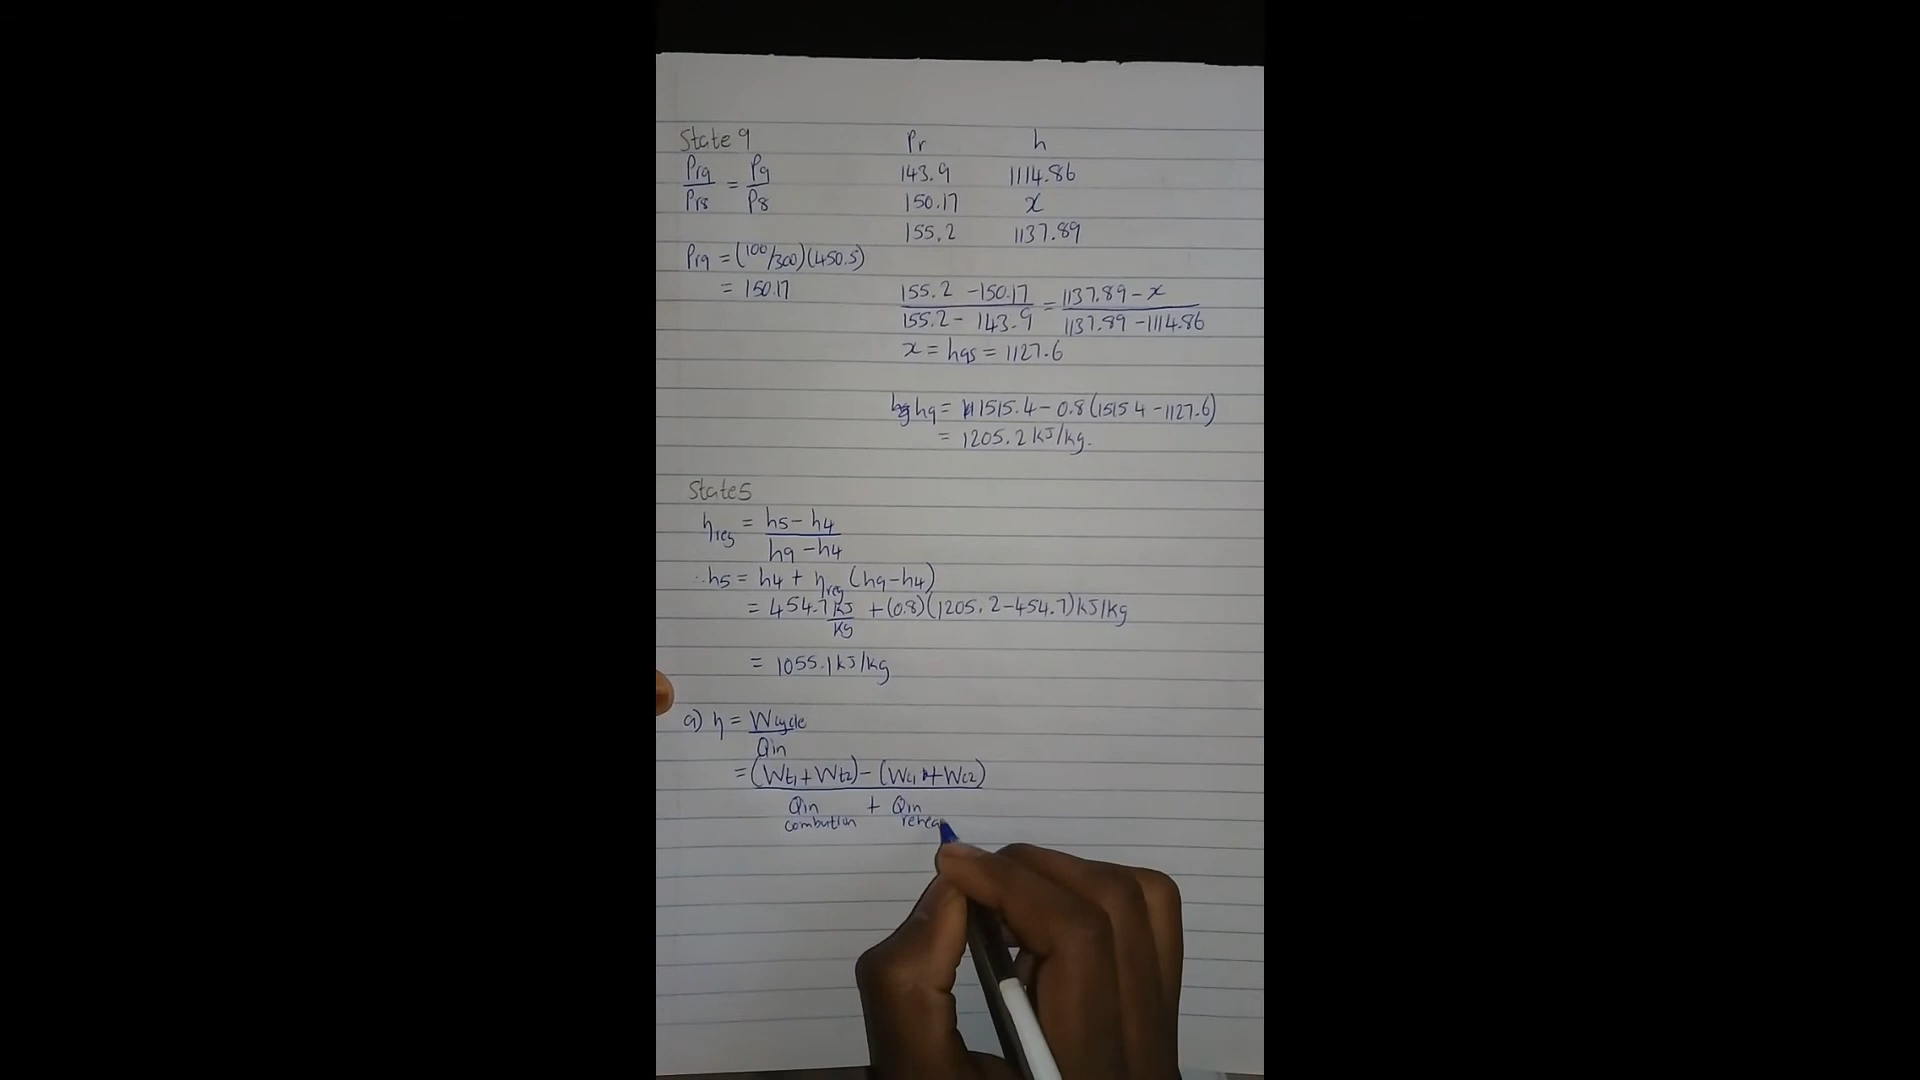 State 9
Pr9/Pr8 = P9/P8
Pr9 = (100/300)(450.5)
= 150.17
Pr h
143.9 1114.86
150.17 x
155.2 1137.89
155.2 - 150.17 / 155.2 - 143.9 = 1137.89 - x / 1137.89 - 1114.86
x = h9s = 1127.6
h9 = 1515.4 - 0.8(1515.4 - 1127.6)
= 1205.2 kJ/kg.
State 5
ηreg = h5 - h4 / h9 - h4
∴ h5 = h4 + ηreg (h9 - h4)
= 454.7 kJ/kg + (0.8)(1205.2 - 454.7) kJ/kg
= 1055.1 kJ/kg
a) η = Wcycle / Qin
= (Wt1 + Wt2) - (Wc1 + Wc2)
Qin + Qin
combution rehea